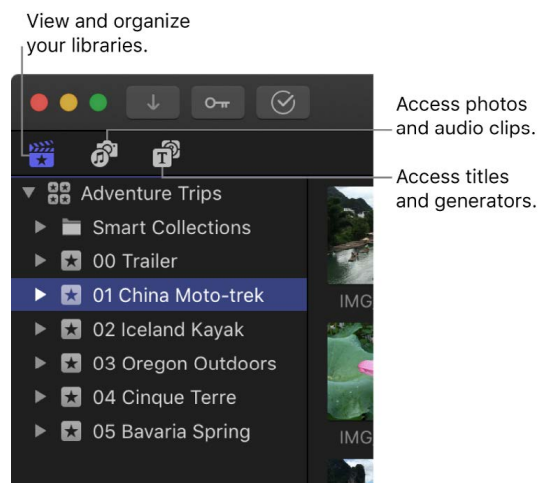 View and organize
your libraries.
Access photos
and audio clips.
Access titles
and generators.
T
Adventure Trips
Smart Collections
00 Trailer
01 China Moto-trek
02 Iceland Kayak
03 Oregon Outdoors
04 Cinque Terre
05 Bavaria Spring
IMG
IMG